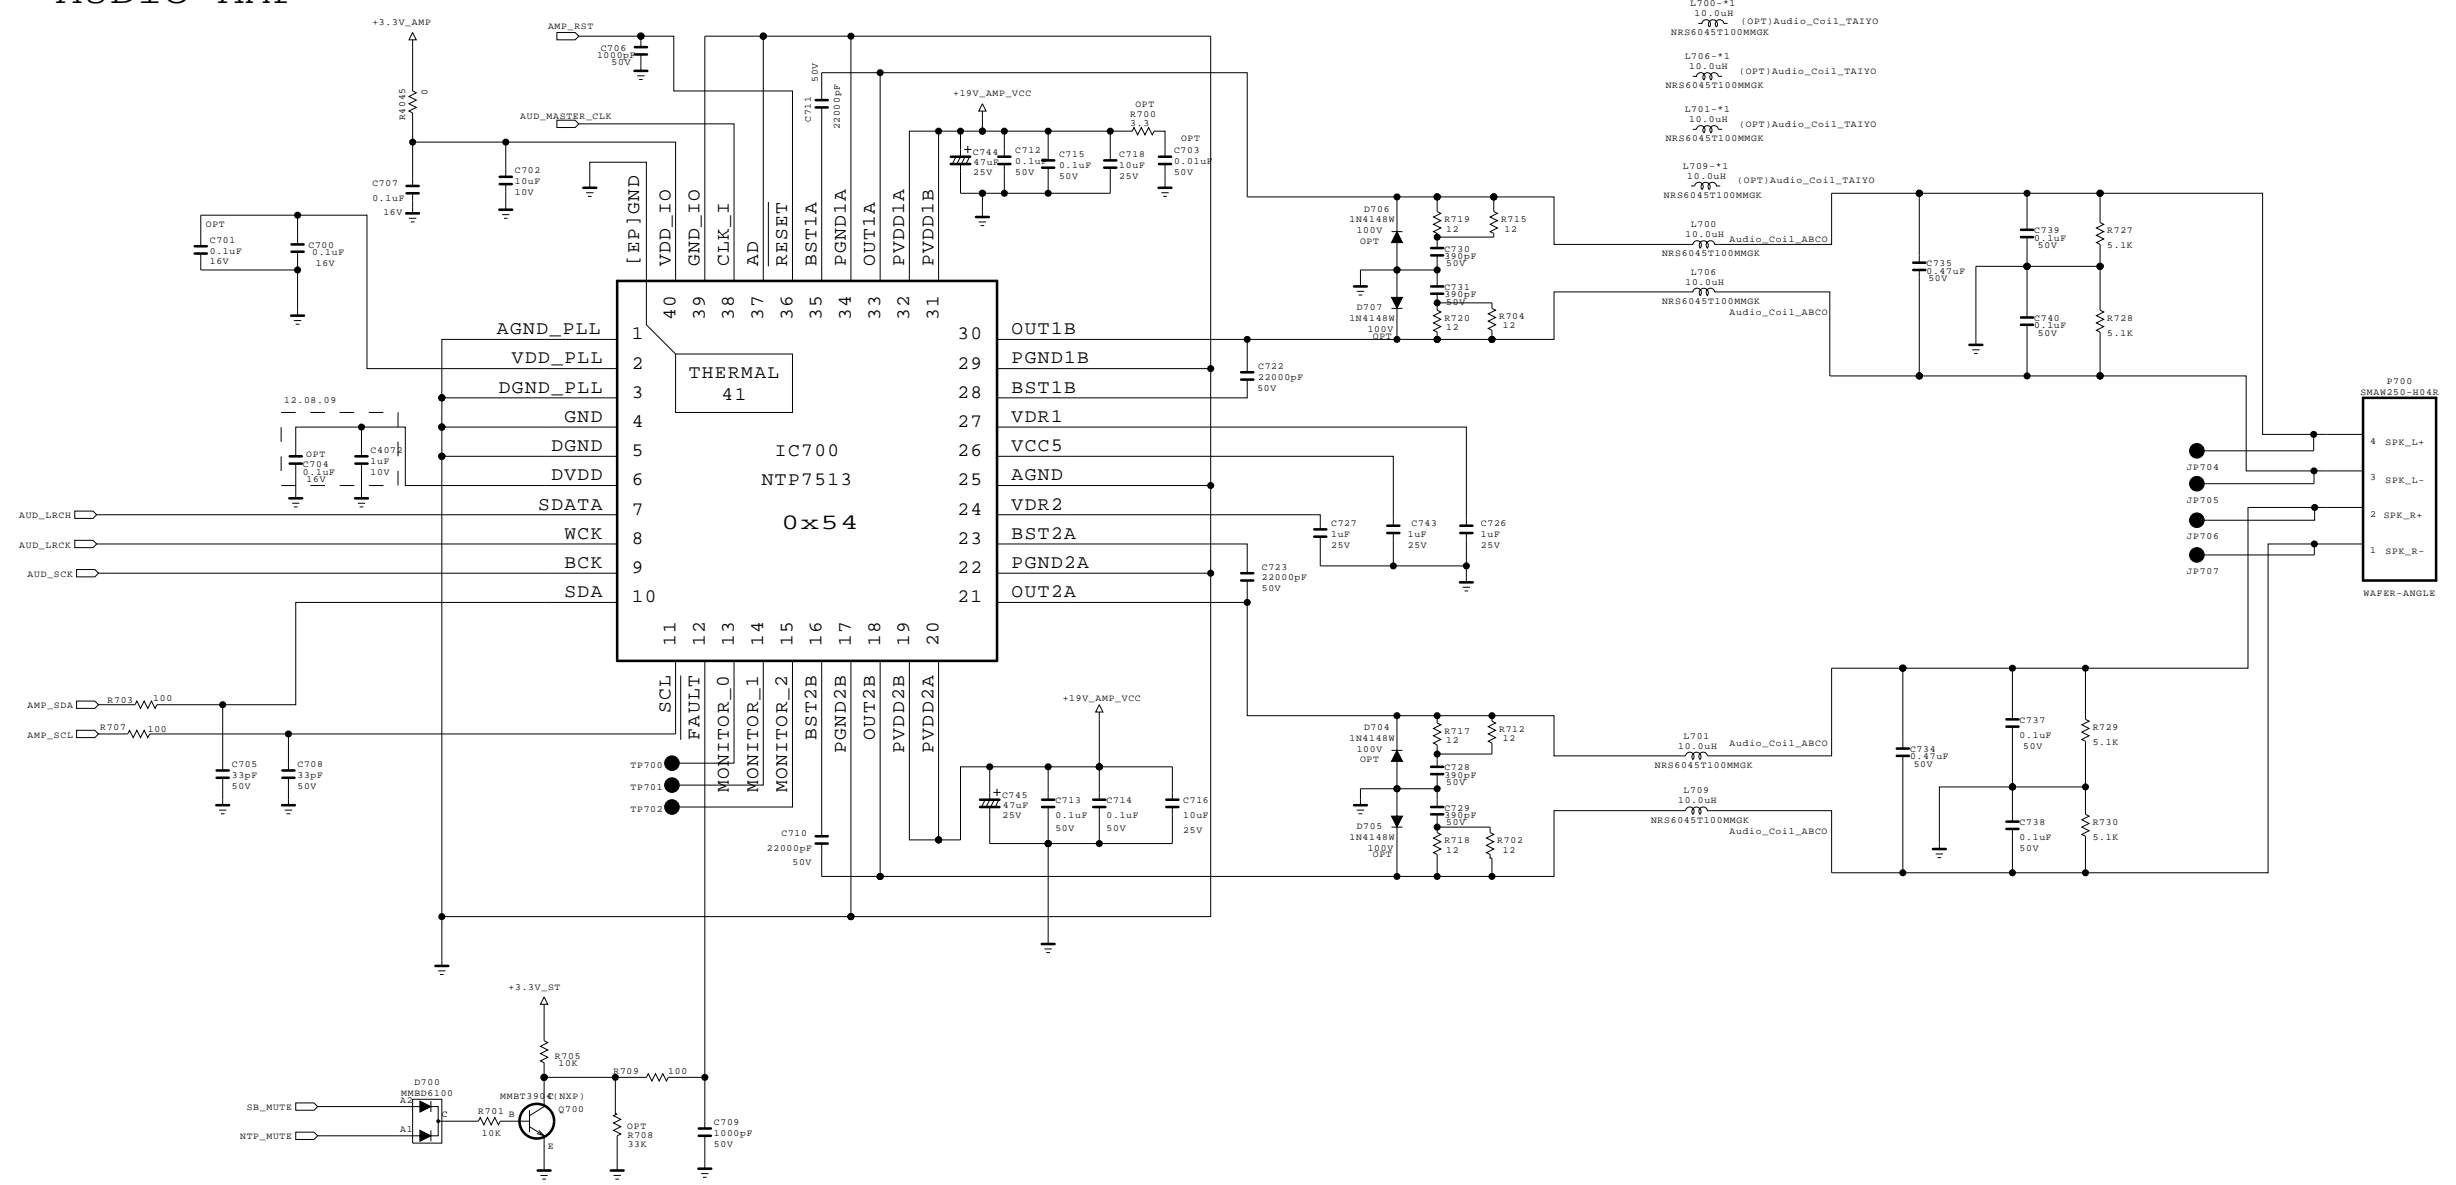 +3.3V_AMP
R4045
0
C707
0.1uF
16V
C702
10uF
10V
AMP_RST
C706
1000pF
50V
AUD_MASTER_CLK
C711
22000pF
50V
+19V_AMP_VCC
C744
47uF
25V
C712
0.1uF
50V
C715
0.1uF
50V
C718
10uF
25V
OPT
R700
3.3
OPT
C703
0.01uF
50V
L700-*1
10.0uH
(OPT)Audio_Coil_TAIYO
NRS6045T100MMGK
L706-*1
10.0uH
(OPT)Audio_Coil_TAIYO
NRS6045T100MMGK
L701-*1
10.0uH
(OPT)Audio_Coil_TAIYO
NRS6045T100MMGK
L709-*1
10.0uH
(OPT)Audio_Coil_TAIYO
NRS6045T100MMGK
OPT
C701
0.1uF
16V
C700
0.1uF
16V
[EP]GND
VDD_IO
GND_IO
CLK_I
AD
RESET
BST1A
PGND1A
OUT1A
PVDD1A
PVDD1B
40
39
38
37
36
35
34
33
32
31
AGND_PLL 1
VDD_PLL 2
DGND_PLL 3
GND 4
DGND 5
DVDD 6
SDATA 7
WCK 8
BCK 9
SDA 10
THERMAL
41
IC700
NTP7513
0x54
30 OUT1B
29 PGND1B
28 BST1B
27 VDR1
26 VCC5
25 AGND
24 VDR2
23 BST2A
22 PGND2A
21 OUT2A
11
12
13
14
15
16
17
18
19
20
SCL
FAULT
MONITOR_0
MONITOR_1
MONITOR_2
BST2B
PGND2B
OUT2B
PVDD2B
PVDD2A
12.08.09
OPT
C704
0.1uF
16V
C4072
1uF
10V
AUD_LRCH
AUD_LRCK
AUD_SCK
AMP_SDA
R703
100
AMP_SCL
R707
100
C705
33pF
50V
C708
33pF
50V
TP700
TP701
TP702
C710
22000pF
50V
+19V_AMP_VCC
C745
47uF
25V
C713
0.1uF
50V
C714
0.1uF
50V
C716
10uF
25V
C722
22000pF
50V
C723
22000pF
50V
C727
1uF
25V
C743
1uF
25V
C726
1uF
25V
D706
1N4148W
100V
OPT
R719
12
R715
12
C730
390pF
50V
C731
390pF
50V
D707
1N4148W
100V
OPT
R720
12
R704
12
L700
10.0uH
Audio_Coil_ABCO
NRS6045T100MMGK
L706
10.0uH
NRS6045T100MMGK
Audio_Coil_ABCO
C735
0.47uF
50V
C739
0.1uF
50V
R727
5.1K
C740
0.1uF
50V
R728
5.1K
P700
SMAW250-H04R
4 SPK_L+
3 SPK_L-
2 SPK_R+
1 SPK_R-
WAFER-ANGLE
JP704
JP705
JP706
JP707
D704
1N4148W
100V
OPT
R717
12
R712
12
C728
390pF
50V
C729
390pF
50V
D705
1N4148W
100V
OPT
R718
12
R702
12
L701
10.0uH
Audio_Coil_ABCO
NRS6045T100MMGK
L709
10.0uH
NRS6045T100MMGK
Audio_Coil_ABCO
C734
0.47uF
50V
C737
0.1uF
50V
R729
5.1K
C738
0.1uF
50V
R730
5.1K
+3.3V_ST
R705
10K
R709
100
D700
MMBD6100
A2
C
A1
SB_MUTE
NTP_MUTE
R701
10K
B
MMBT3904(NXP)
C
Q700
E
OPT
R708
33K
C709
1000pF
50V